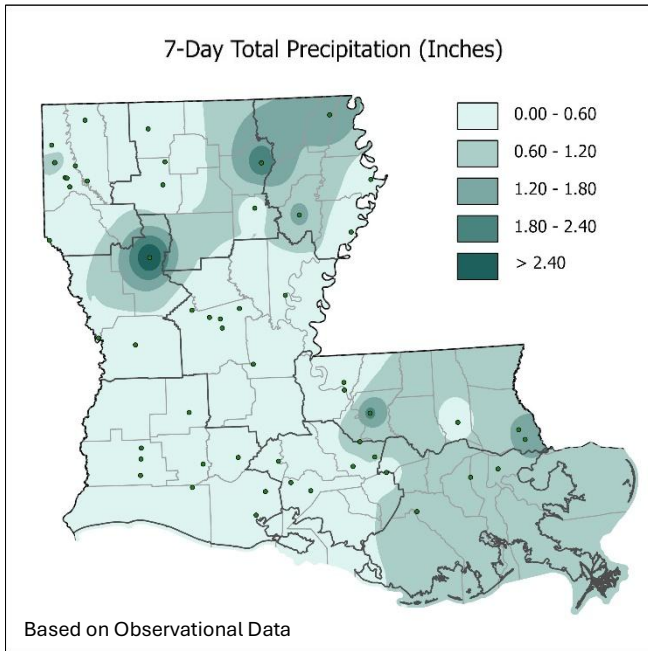 7-Day Total Precipitation (Inches)
0.00 - 0.60
0.60 - 1.20
1.20 - 1.80
1.80 - 2.40
> 2.40
Based on Observational Data